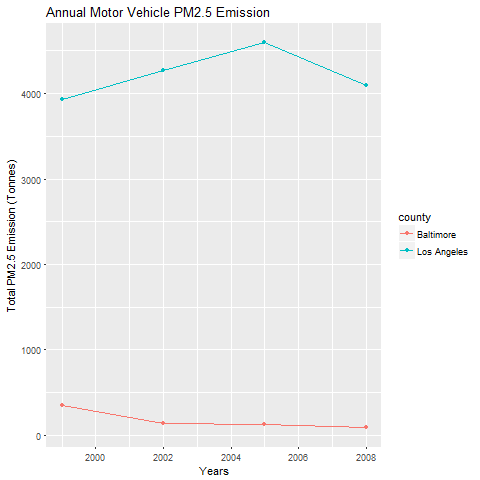 Annual Motor Vehicle PM2.5 Emission
Total PM2.5 Emission (Tonnes)
4000
3000
2000
1000
0
2000
2002
2004
2006
2008
Years
county
Baltimore
Los Angeles